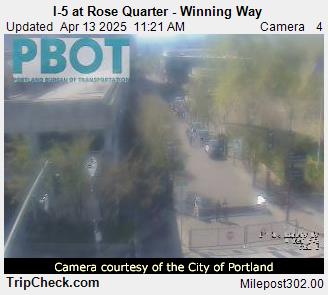 I-5 at Rose Quarter - Winning Way
Updated Apr 13 2025 11:21 AM Camera 4
PBOT
PORTLAND BUREAU OF TRANSPORTATION
Camera courtesy of the City of Portland
TripCheck.com Milepost302.00